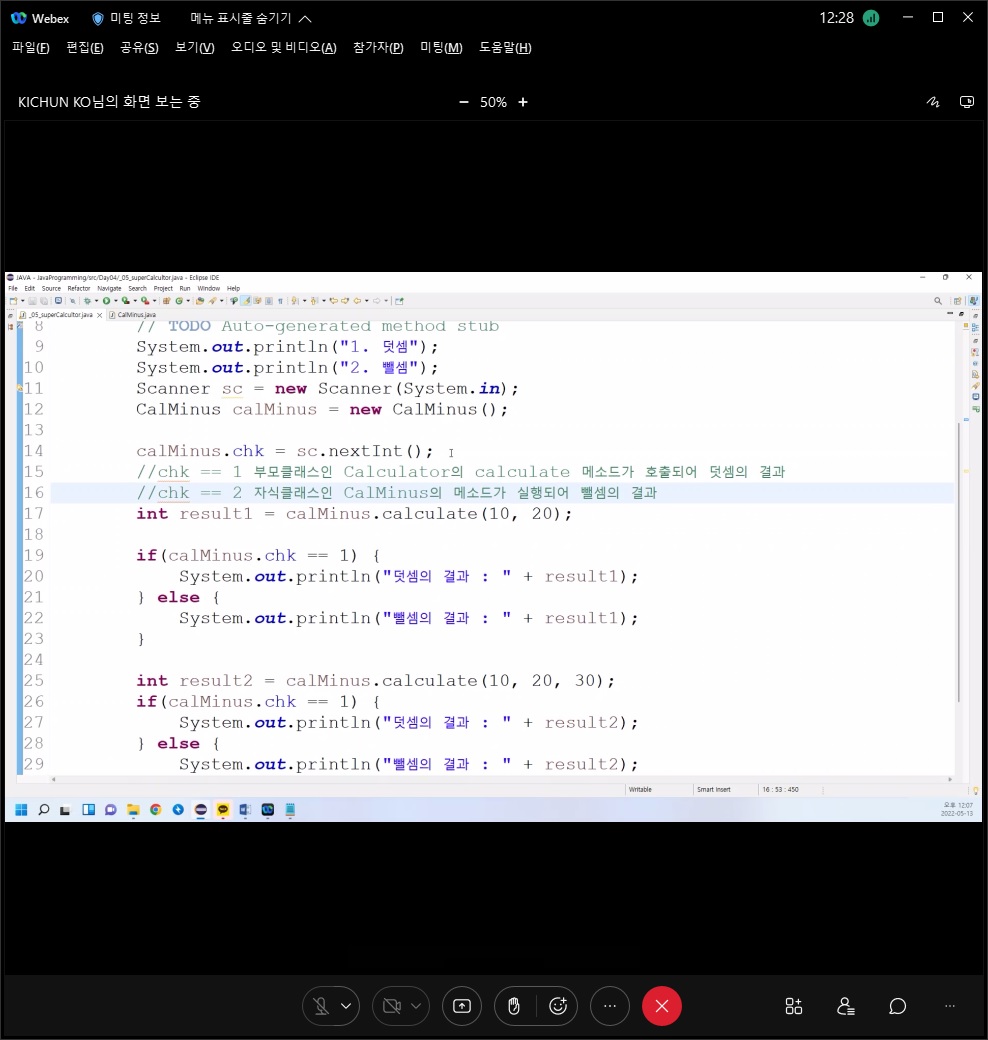 Webex 미팅 정보 메뉴 표시줄 숨기기 12:28
파일(F) 편집(E) 공유(S) 보기(V) 오디오 및 비디오(A) 참가자(P) 미팅(M) 도움말(H)
KICHUN KO님의 화면 보는 중 − 50% +
JAVA - JavaProgramming/src/Day04/_05_superCalcultor.java - Eclipse IDE
File Edit Source Refactor Navigate Search Project Run Window Help
_05_superCalcultor.java CalMinus.java
8 // TODO Auto-generated method stub
9 System.out.println("1. 덧셈");
10 System.out.println("2. 뺄셈");
11 Scanner sc = new Scanner(System.in);
12 CalMinus calMinus = new CalMinus();
13
14 calMinus.chk = sc.nextInt();
15 //chk == 1 부모클래스인 Calculator의 calculate 메소드가 호출되어 덧셈의 결과
16 //chk == 2 자식클래스인 CalMinus의 메소드가 실행되어 뺄셈의 결과
17 int result1 = calMinus.calculate(10, 20);
18
19 if(calMinus.chk == 1) {
20 System.out.println("덧셈의 결과 : " + result1);
21 } else {
22 System.out.println("뺄셈의 결과 : " + result1);
23 }
24
25 int result2 = calMinus.calculate(10, 20, 30);
26 if(calMinus.chk == 1) {
27 System.out.println("덧셈의 결과 : " + result2);
28 } else {
29 System.out.println("뺄셈의 결과 : " + result2);
Writable Smart Insert 16 : 53 : 450
오후 12:07
2022-05-13